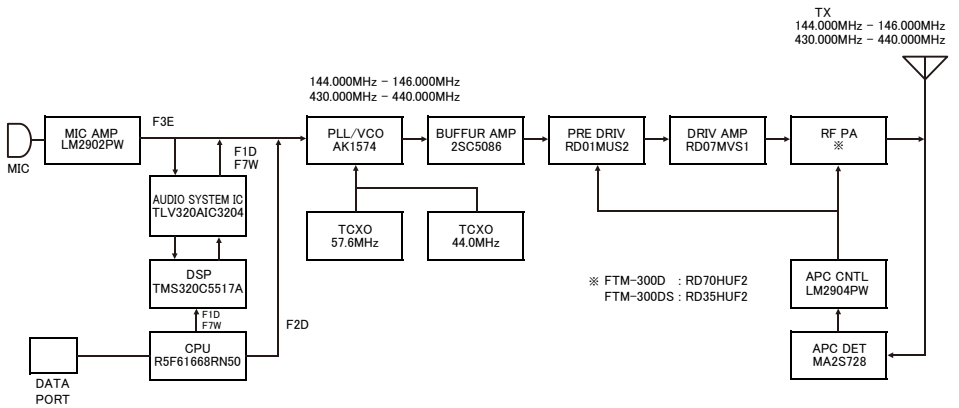 TX
144.000MHz - 146.000MHz
430.000MHz - 440.000MHz
144.000MHz - 146.000MHz
430.000MHz - 440.000MHz
MIC
MIC AMP
LM2902PW
F3E
F1D
F7W
PLL/VCO
AK1574
BUFFUR AMP
2SC5086
PRE DRIV
RD01MUS2
DRIV AMP
RD07MVS1
RF PA
※
AUDIO SYSTEM IC
TLV320AIC3204
TCXO
57.6MHz
TCXO
44.0MHz
DSP
TMS320C5517A
※ FTM-300D : RD70HUF2
FTM-300DS : RD35HUF2
APC CNTL
LM2904PW
F1D
F7W
F2D
CPU
R5F61668RN50
APC DET
MA2S728
DATA
PORT